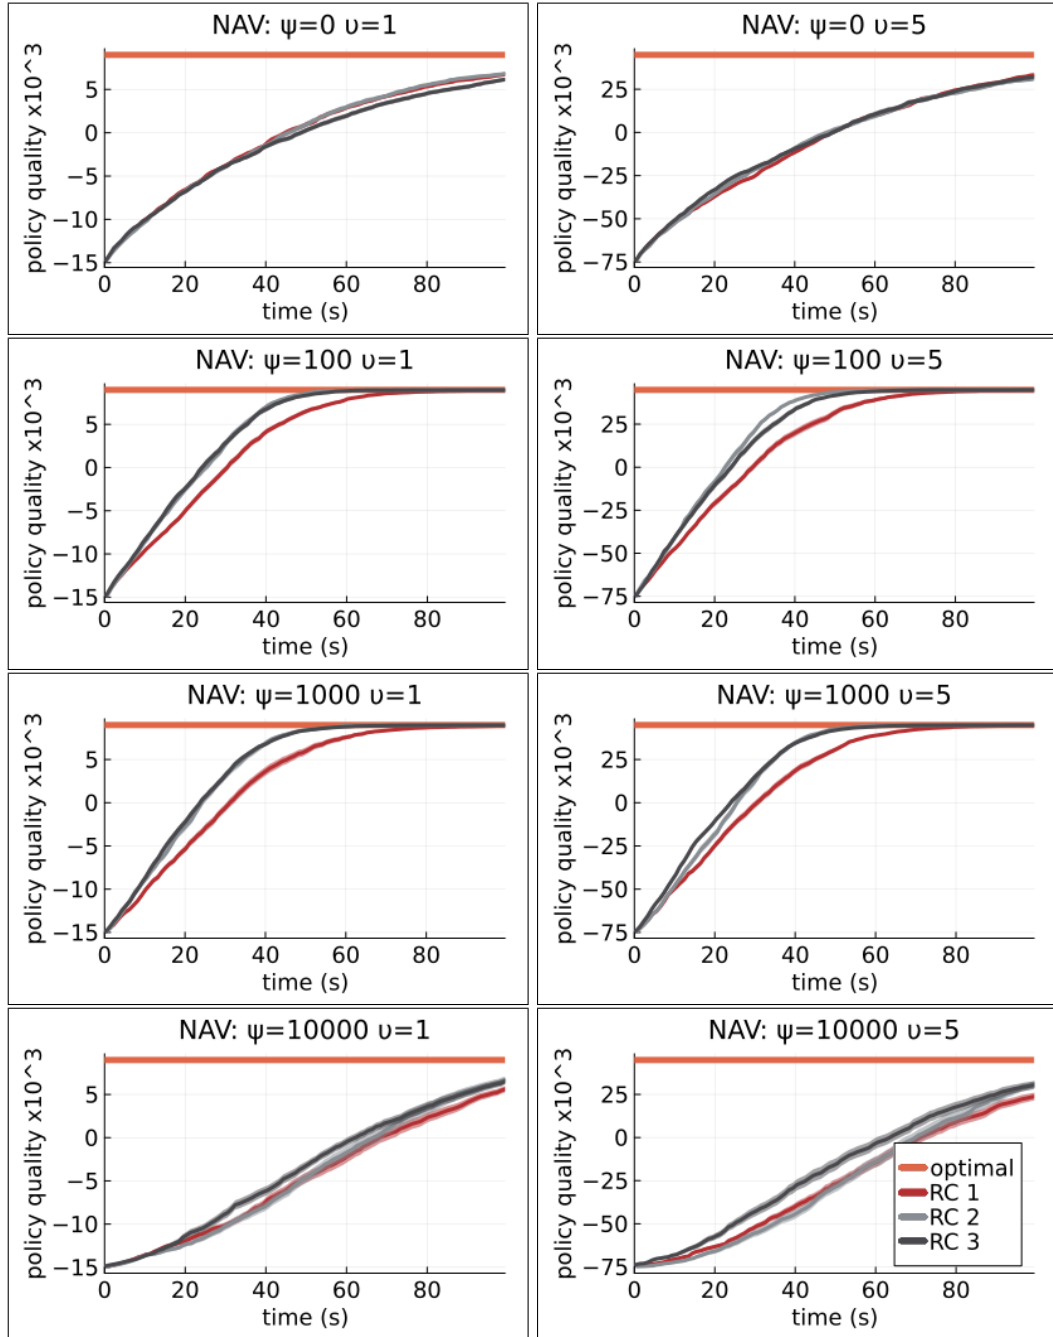 NAV: ψ=0 υ=1
policy quality x10^3
5
0
−5
−10
−15
0 20 40 60 80
time (s)
NAV: ψ=0 υ=5
policy quality x10^3
25
0
−25
−50
−75
0 20 40 60 80
time (s)
NAV: ψ=100 υ=1
policy quality x10^3
5
0
−5
−10
−15
0 20 40 60 80
time (s)
NAV: ψ=100 υ=5
policy quality x10^3
25
0
−25
−50
−75
0 20 40 60 80
time (s)
NAV: ψ=1000 υ=1
policy quality x10^3
5
0
−5
−10
−15
0 20 40 60 80
time (s)
NAV: ψ=1000 υ=5
policy quality x10^3
25
0
−25
−50
−75
0 20 40 60 80
time (s)
NAV: ψ=10000 υ=1
policy quality x10^3
5
0
−5
−10
−15
0 20 40 60 80
time (s)
NAV: ψ=10000 υ=5
policy quality x10^3
25
0
−25
−50
−75
0 20 40 60 80
time (s)
optimal
RC 1
RC 2
RC 3